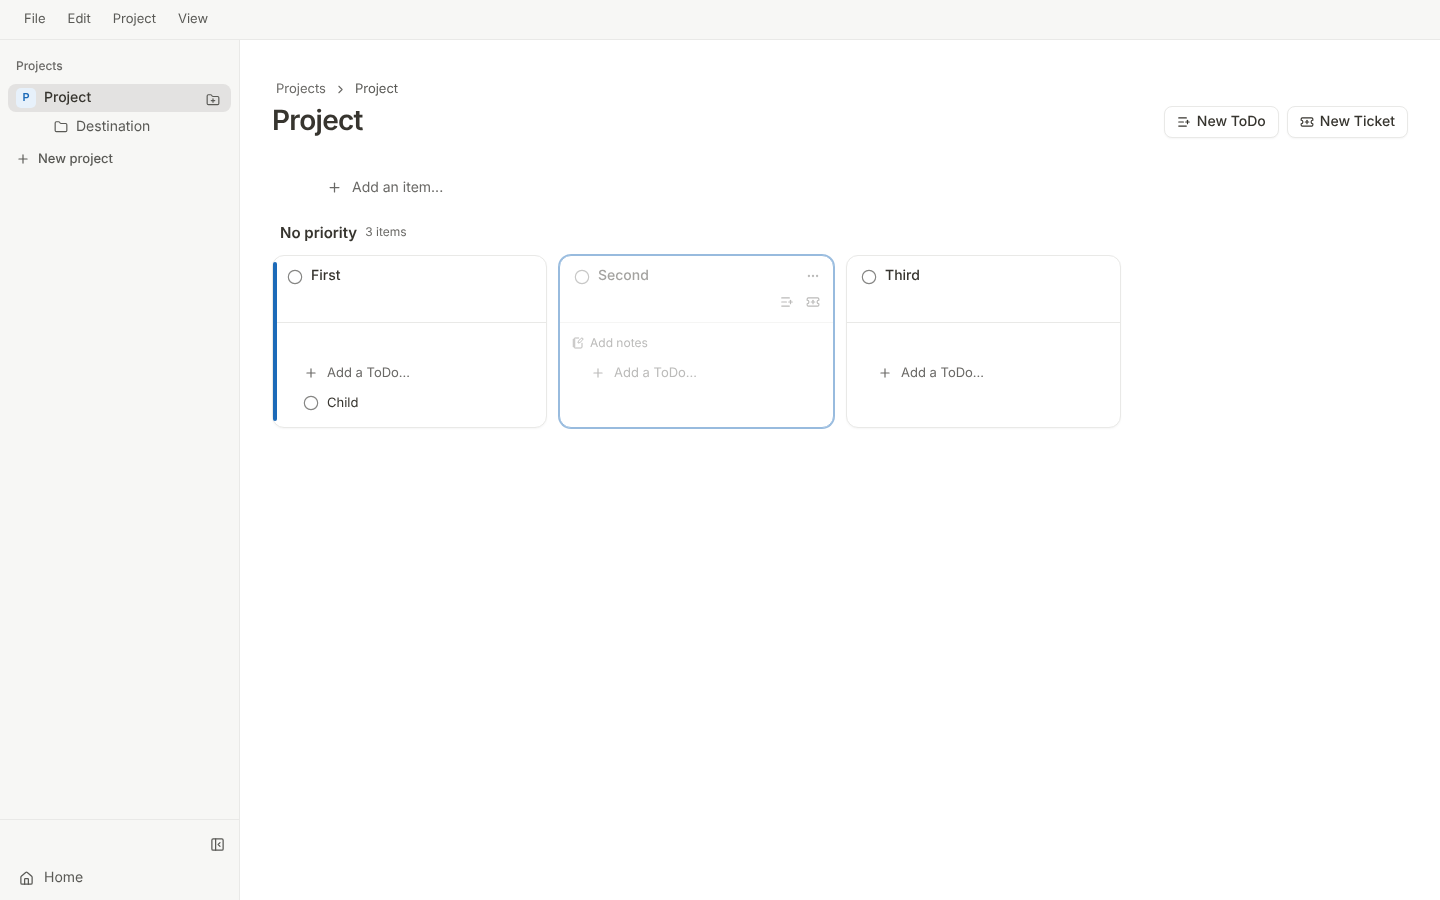 File Edit Project View
Projects
P Project
Destination
New project
Home
Projects > Project
Project
New ToDo
New Ticket
Add an item...
No priority 3 items
First
Add a ToDo...
Child
Second
Add notes
Add a ToDo...
Third
Add a ToDo...